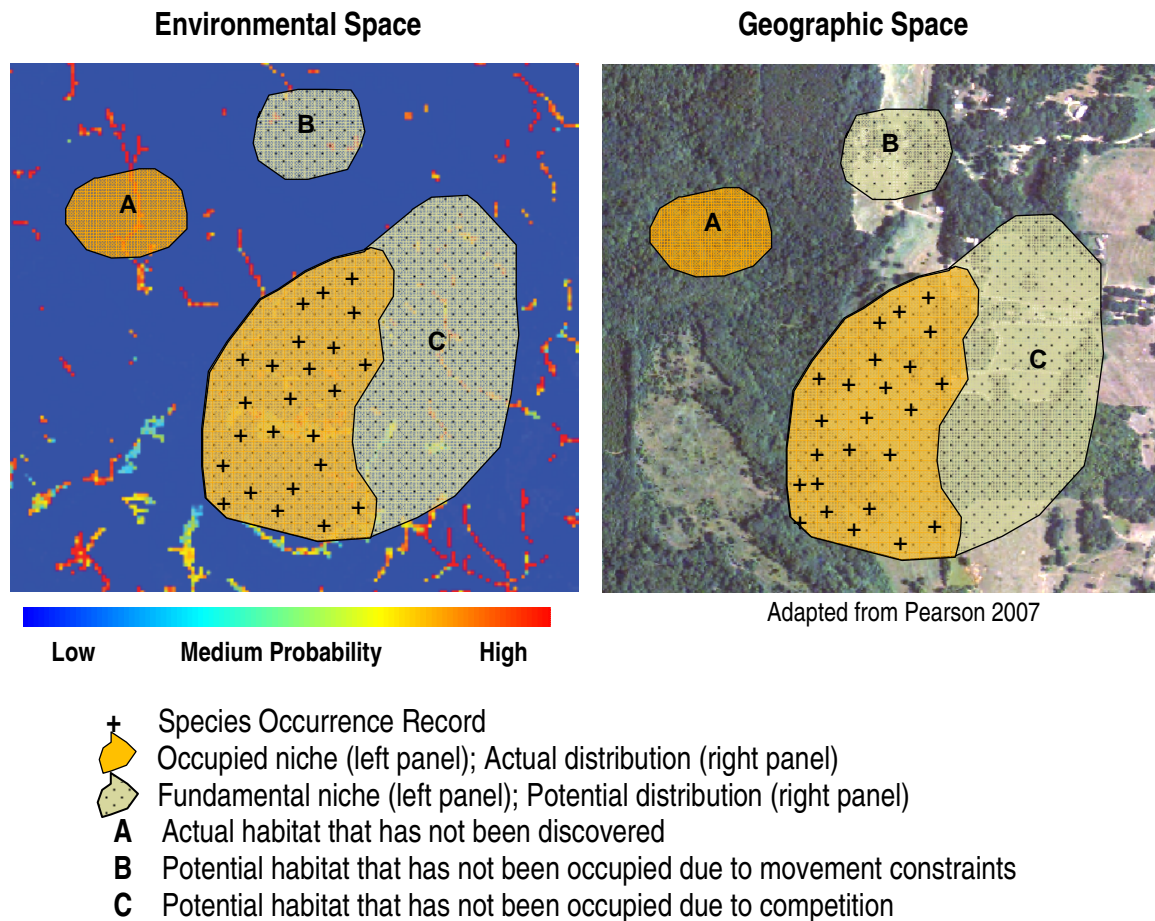 Environmental Space
Geographic Space
A
B
C
A
B
C
Adapted from Pearson 2007
Low Medium Probability High
+ Species Occurrence Record
Occupied niche (left panel); Actual distribution (right panel)
Fundamental niche (left panel); Potential distribution (right panel)
A Actual habitat that has not been discovered
B Potential habitat that has not been occupied due to movement constraints
C Potential habitat that has not been occupied due to competition